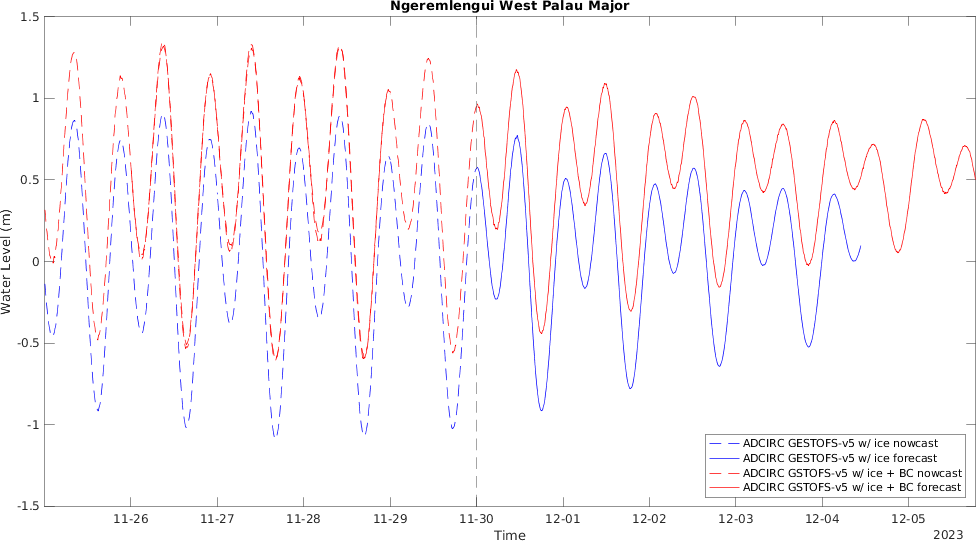 Ngeremlengui West Palau Major
1.5
1
0.5
0
-0.5
-1
-1.5
Water Level (m)
11-26
11-27
11-28
11-29
11-30
12-01
12-02
12-03
12-04
12-05
Time
2023
ADCIRC GESTOFS-v5 w/ ice nowcast
ADCIRC GESTOFS-v5 w/ ice forecast
ADCIRC GSTOFS-v5 w/ ice + BC nowcast
ADCIRC GSTOFS-v5 w/ ice + BC forecast